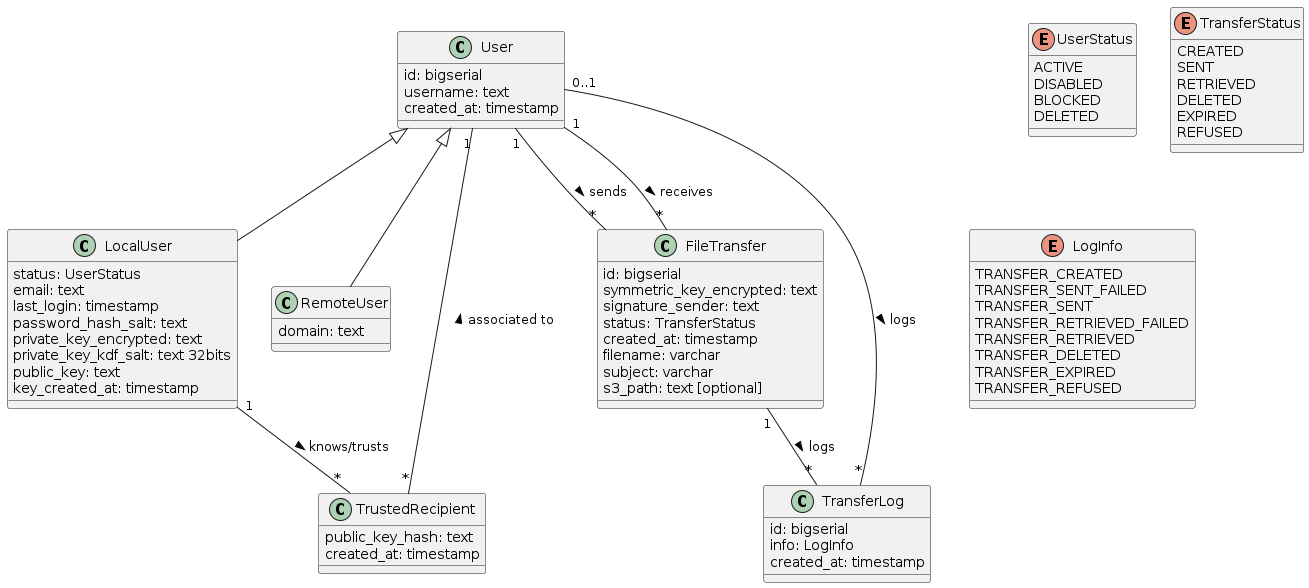 C User
id: bigserial
username: text
created_at: timestamp
E UserStatus
ACTIVE
DISABLED
BLOCKED
DELETED
E TransferStatus
CREATED
SENT
RETRIEVED
DELETED
EXPIRED
REFUSED
0..1
1
1
1
sends
receives
*
*
C LocalUser
status: UserStatus
email: text
last_login: timestamp
password_hash_salt: text
private_key_encrypted: text
private_key_kdf_salt: text 32bits
public_key: text
key_created_at: timestamp
C RemoteUser
domain: text
associated to
C FileTransfer
id: bigserial
symmetric_key_encrypted: text
signature_sender: text
status: TransferStatus
created_at: timestamp
filename: varchar
subject: varchar
s3_path: text [optional]
logs
E LogInfo
TRANSFER_CREATED
TRANSFER_SENT_FAILED
TRANSFER_SENT
TRANSFER_RETRIEVED_FAILED
TRANSFER_RETRIEVED
TRANSFER_DELETED
TRANSFER_EXPIRED
TRANSFER_REFUSED
1
knows/trusts
*
*
1
logs
*
*
C TrustedRecipient
public_key_hash: text
created_at: timestamp
C TransferLog
id: bigserial
info: LogInfo
created_at: timestamp